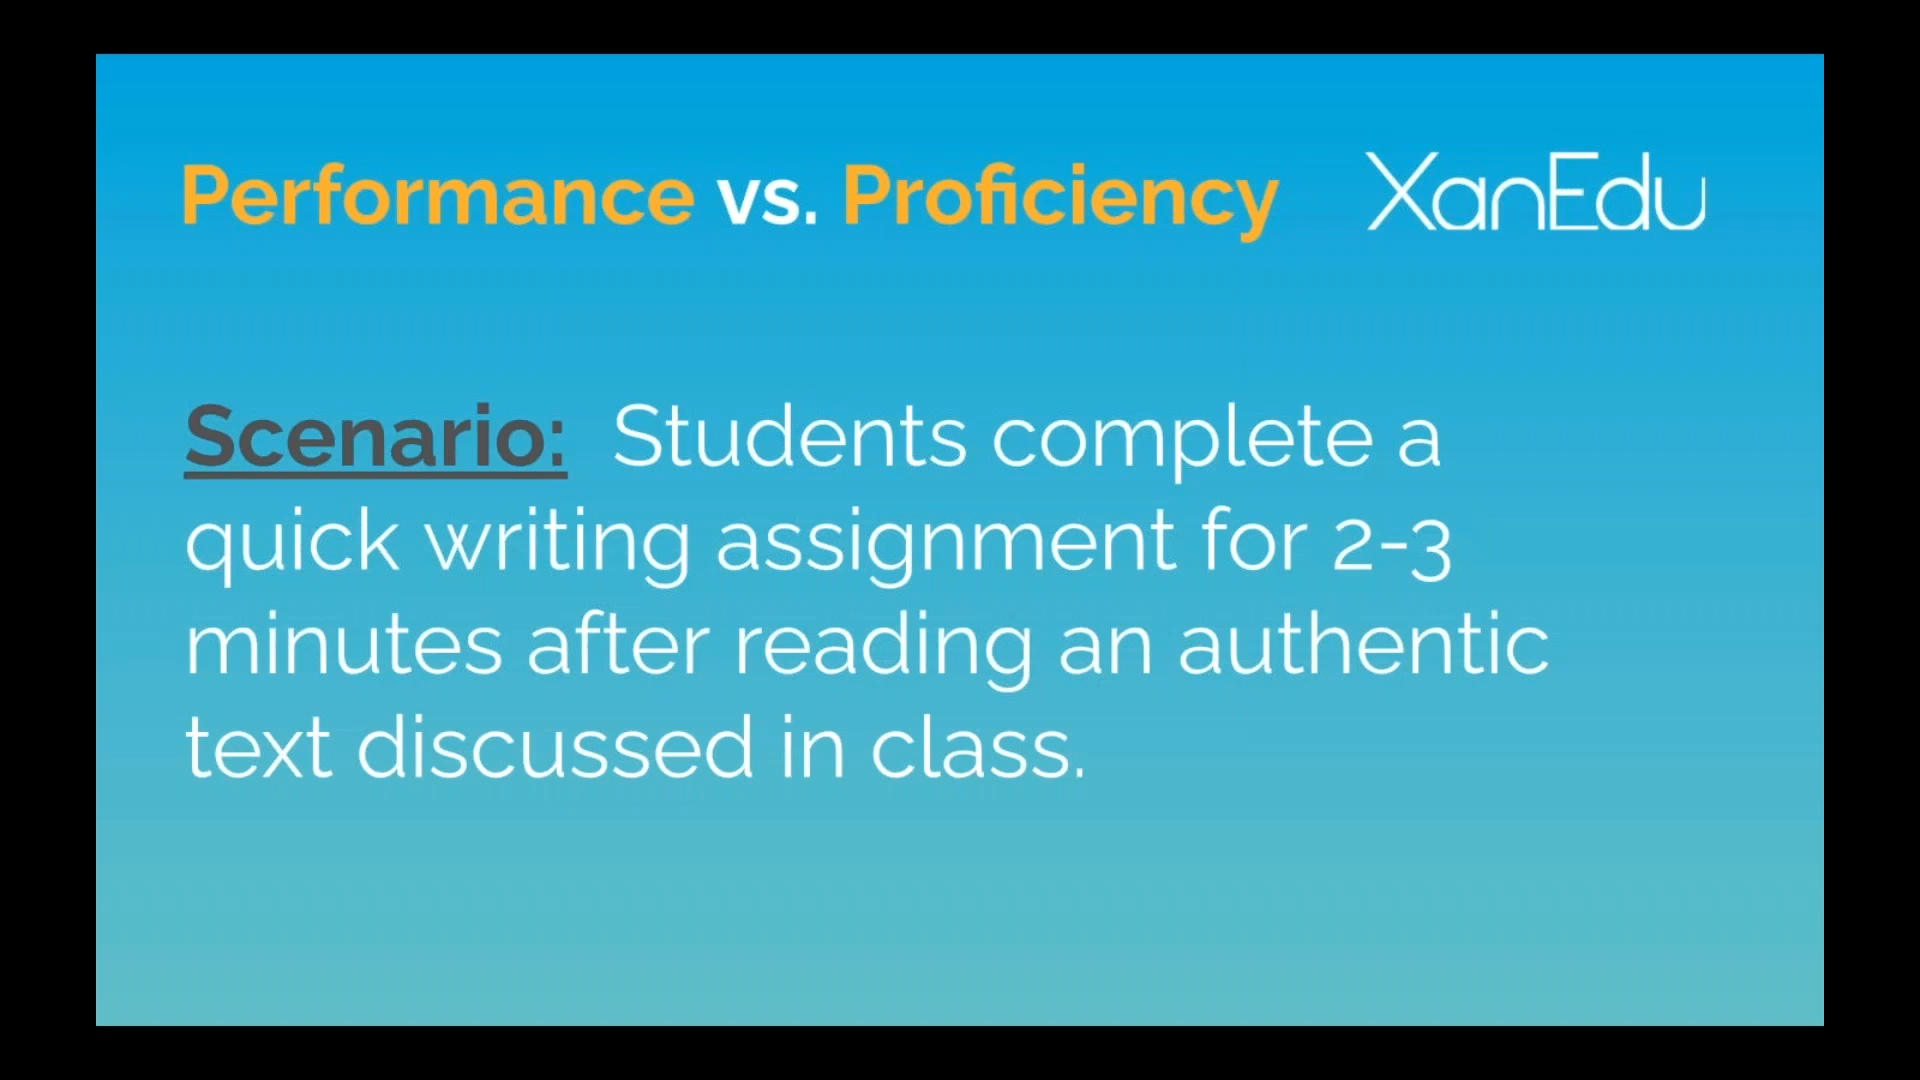 Performance vs. Proficiency
XanEdu
Scenario: Students complete a
quick writing assignment for 2-3
minutes after reading an authentic
text discussed in class.